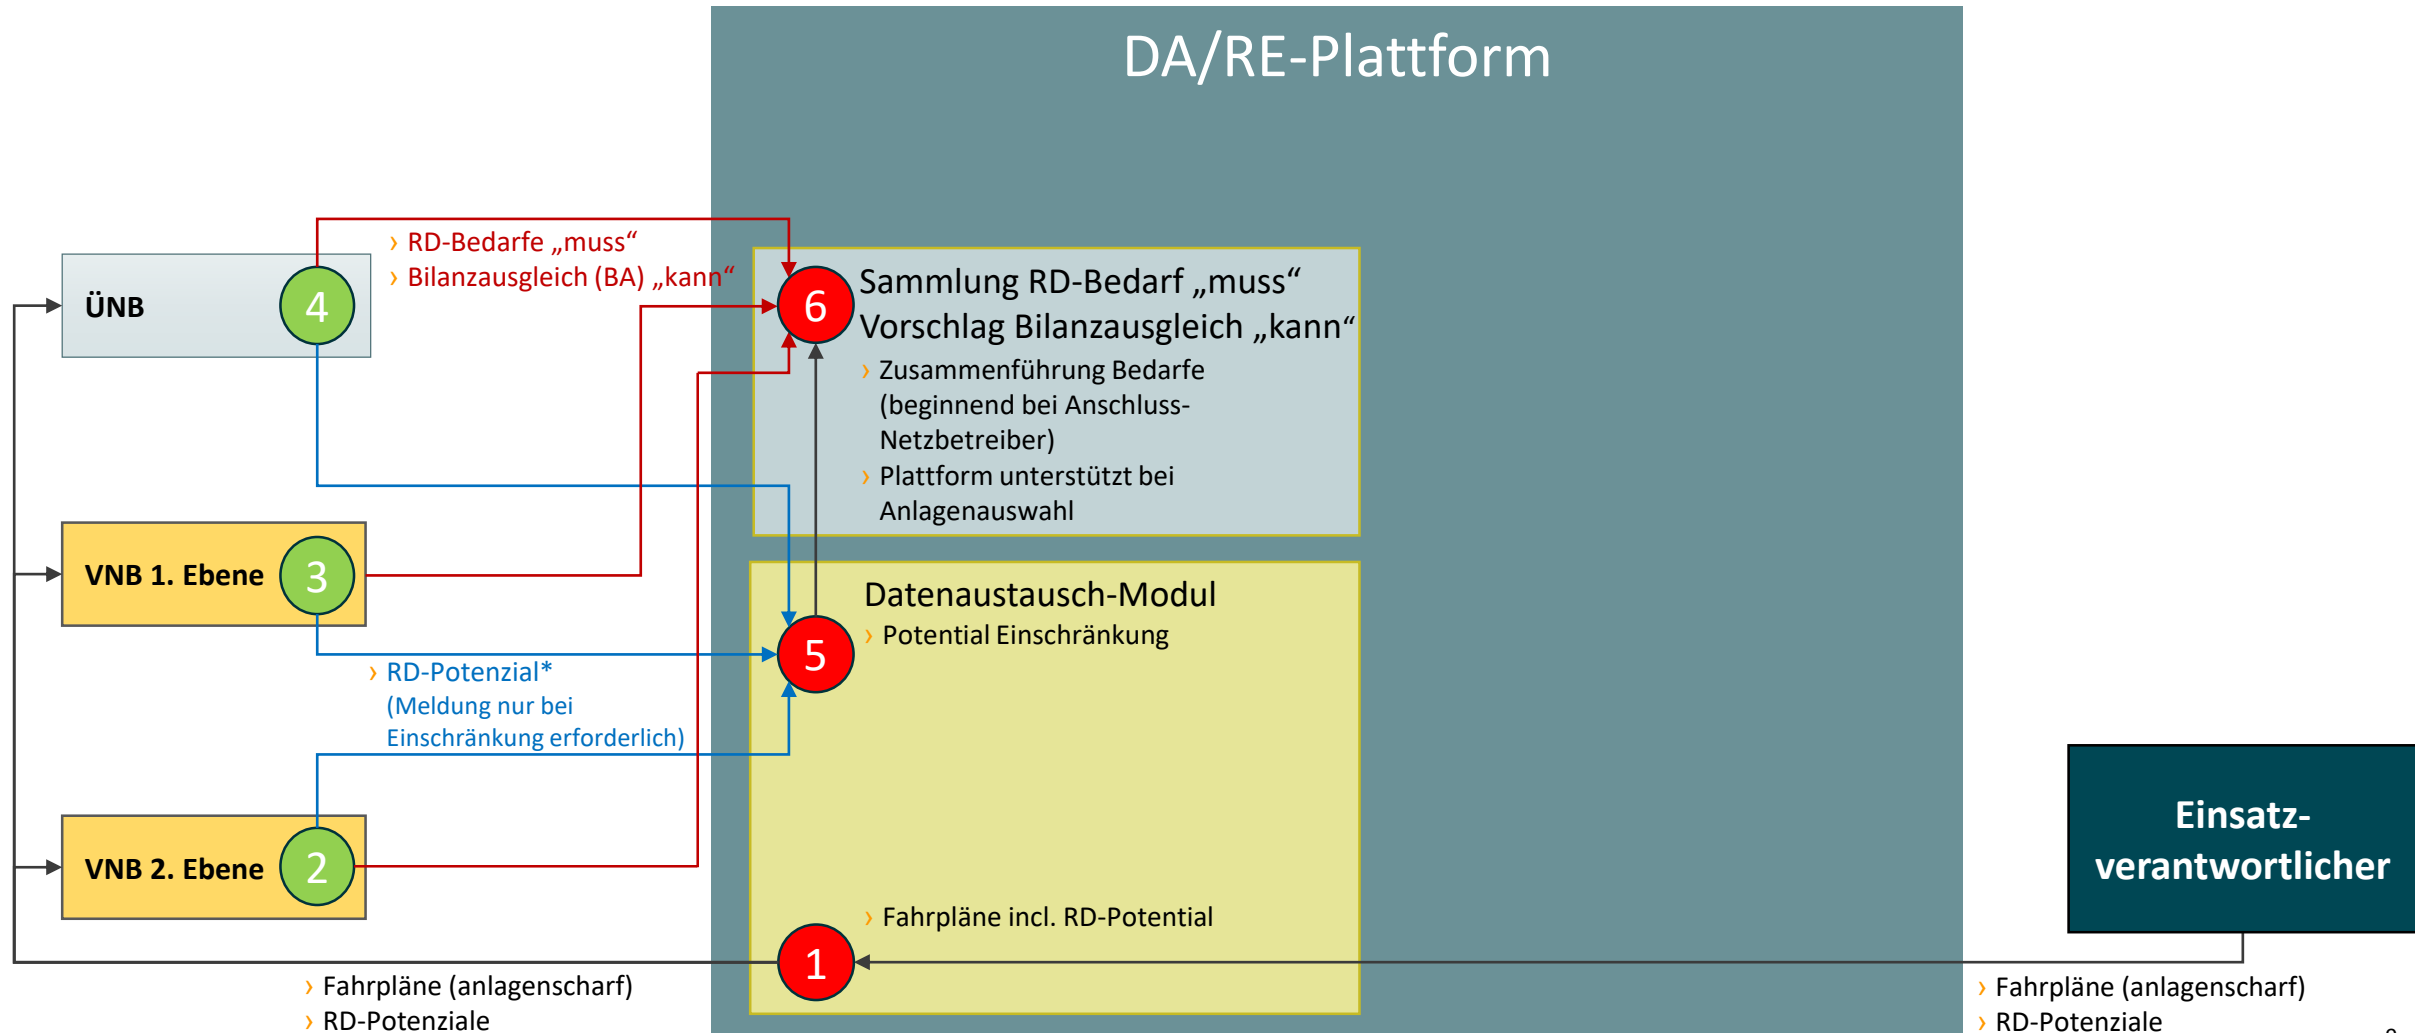 DA/RE-Plattform
› RD-Bedarfe „muss“
› Bilanzausgleich (BA) „kann“
ÜNB
4
6
Sammlung RD-Bedarf „muss“
Vorschlag Bilanzausgleich „kann“
› Zusammenführung Bedarfe
(beginnend bei Anschluss-
Netzbetreiber)
› Plattform unterstützt bei
Anlagenauswahl
VNB 1. Ebene
3
Datenaustausch-Modul
› Potential Einschränkung
5
› RD-Potenzial*
(Meldung nur bei
Einschränkung erforderlich)
VNB 2. Ebene
2
Einsatz-
verantwortlicher
› Fahrpläne incl. RD-Potential
1
› Fahrpläne (anlagenscharf)
› RD-Potenziale
› Fahrpläne (anlagenscharf)
› RD-Potenziale